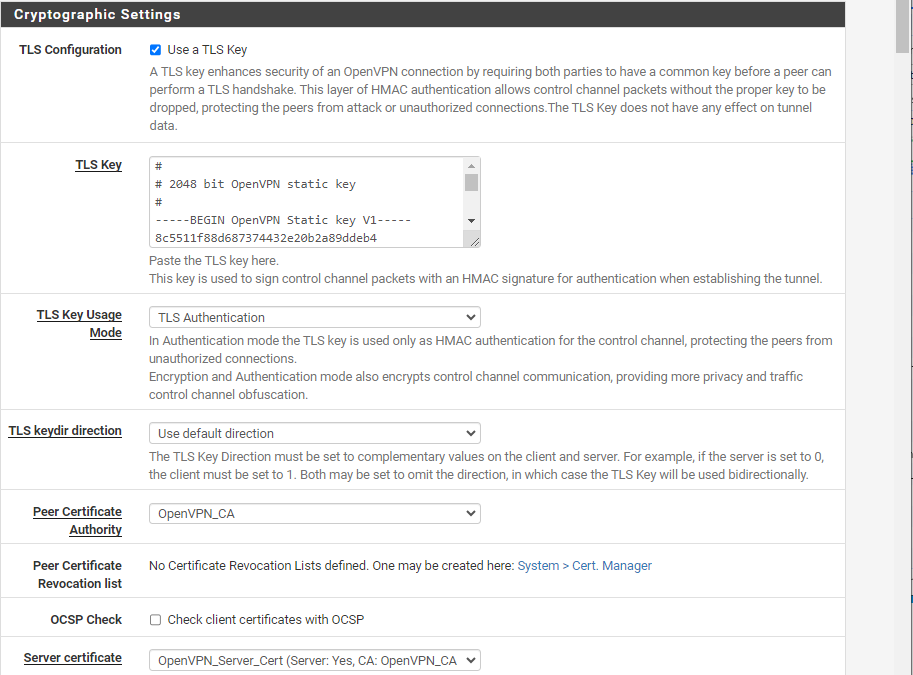 Cryptographic Settings
TLS Configuration
Use a TLS Key
A TLS key enhances security of an OpenVPN connection by requiring both parties to have a common key before a peer can
perform a TLS handshake. This layer of HMAC authentication allows control channel packets without the proper key to be
dropped, protecting the peers from attack or unauthorized connections.The TLS Key does not have any effect on tunnel
data.
TLS Key
#
# 2048 bit OpenVPN static key
#
-----BEGIN OpenVPN Static key V1-----
8c5511f88d687374432e20b2a89ddeb4
Paste the TLS key here.
This key is used to sign control channel packets with an HMAC signature for authentication when establishing the tunnel.
TLS Key Usage
Mode
TLS Authentication
In Authentication mode the TLS key is used only as HMAC authentication for the control channel, protecting the peers from
unauthorized connections.
Encryption and Authentication mode also encrypts control channel communication, providing more privacy and traffic
control channel obfuscation.
TLS keydir direction
Use default direction
The TLS Key Direction must be set to complementary values on the client and server. For example, if the server is set to 0,
the client must be set to 1. Both may be set to omit the direction, in which case the TLS Key will be used bidirectionally.
Peer Certificate
Authority
OpenVPN_CA
Peer Certificate
Revocation list
No Certificate Revocation Lists defined. One may be created here: System > Cert. Manager
OCSP Check
Check client certificates with OCSP
Server certificate
OpenVPN_Server_Cert (Server: Yes, CA: OpenVPN_CA